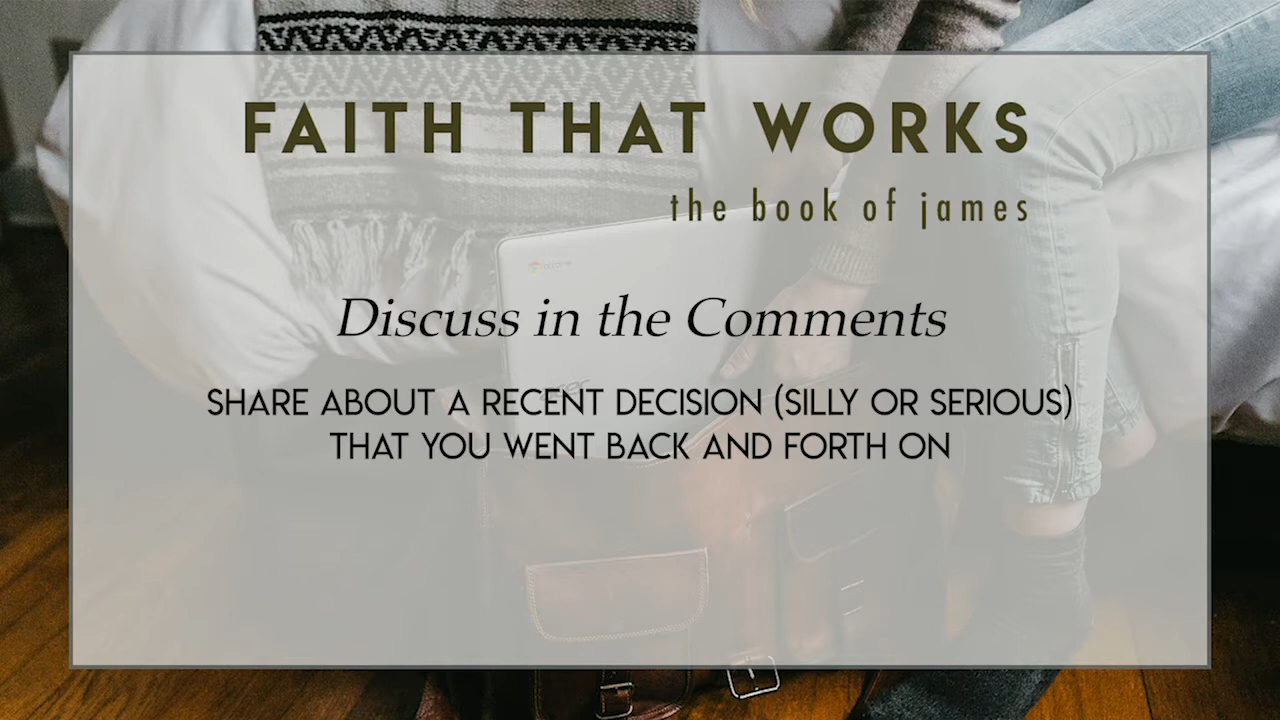 FAITH THAT WORKS
the book of james
Discuss in the Comments
SHARE ABOUT A RECENT DECISION (SILLY OR SERIOUS)
THAT YOU WENT BACK AND FORTH ON